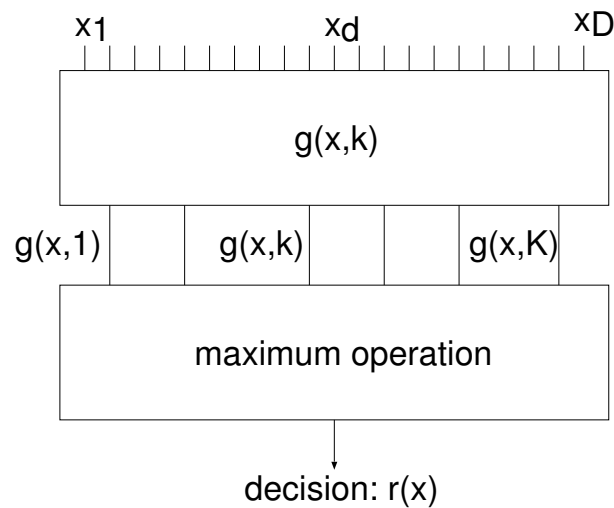 x1 xd xD
g(x,k)
g(x,1) g(x,k) g(x,K)
maximum operation
decision: r(x)